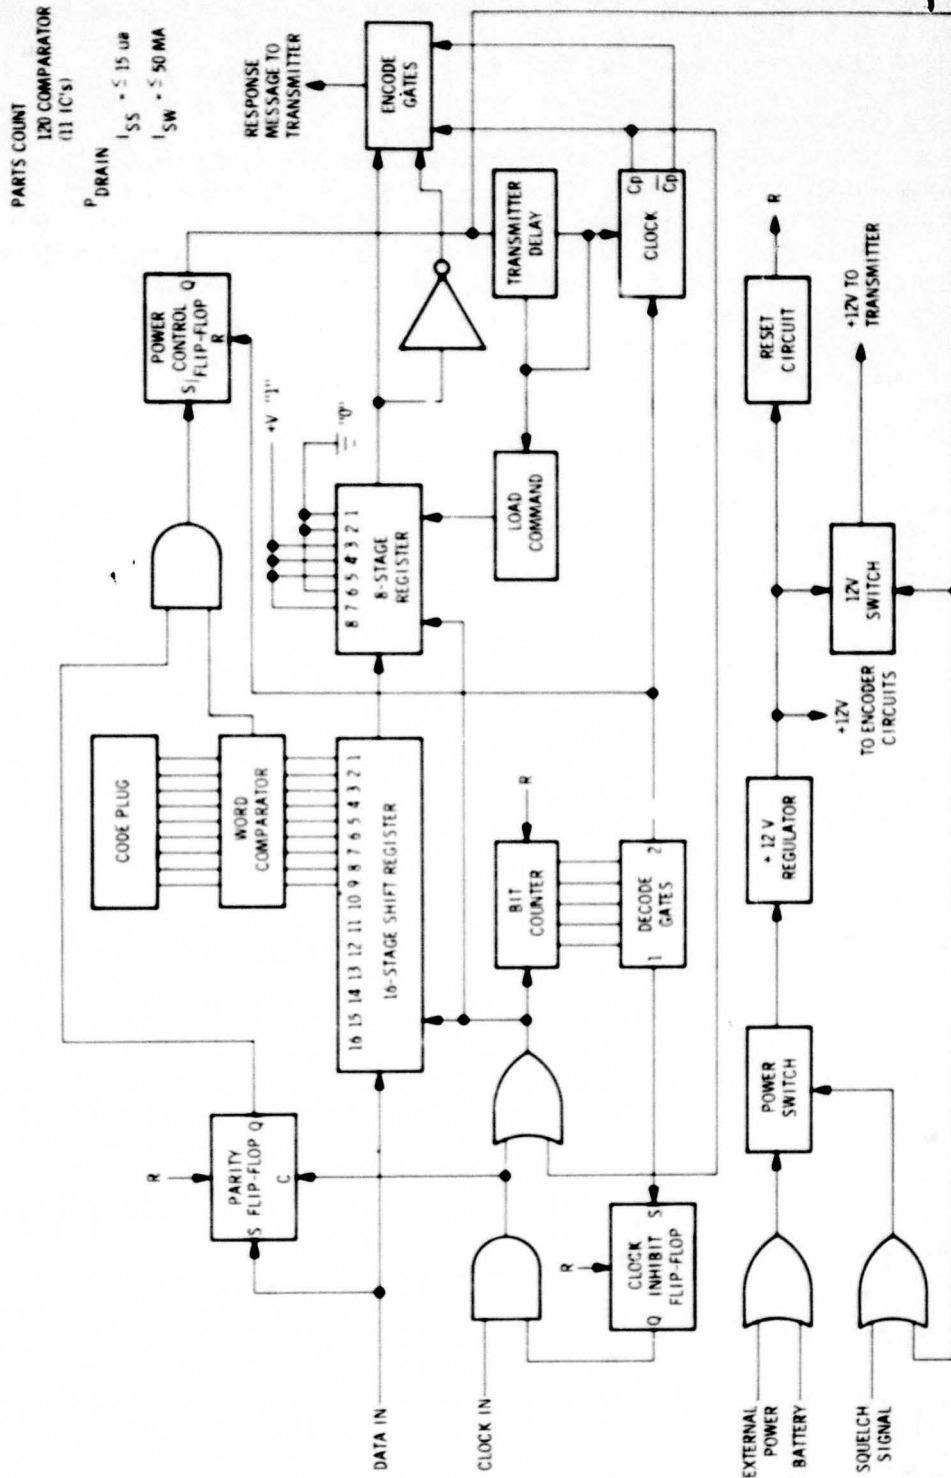 PARTS COUNT
120 COMPARATOR
(11 IC's)
P DRAIN
I SS = ≤ 15 ua
I SW = ≤ 50 MA
RESPONSE
MESSAGE TO
TRANSMITTER
ENCODE
GATES
POWER
CONTROL
FLIP-FLOP
S
Q
R
TRANSMITTER
DELAY
CLOCK
Cp
C̅p̅
+V "1"
"0"
8 7 6 5 4 3 2 1
8-STAGE
REGISTER
LOAD
COMMAND
CODE PLUG
WORD
COMPARATOR
16 15 14 13 12 11 10 9 8 7 6 5 4 3 2 1
16-STAGE SHIFT REGISTER
R
BIT
COUNTER
1
DECODE
GATES
2
R
PARITY
FLIP-FLOP
S
Q
C
DATA IN
CLOCK IN
R
CLOCK
INHIBIT
FLIP-FLOP
Q
S
EXTERNAL
POWER
BATTERY
SQUELCH
SIGNAL
POWER
SWITCH
+ 12 V
REGULATOR
+12V
TO ENCODER
CIRCUITS
12V
SWITCH
RESET
CIRCUIT
R
+12V TO
TRANSMITTER